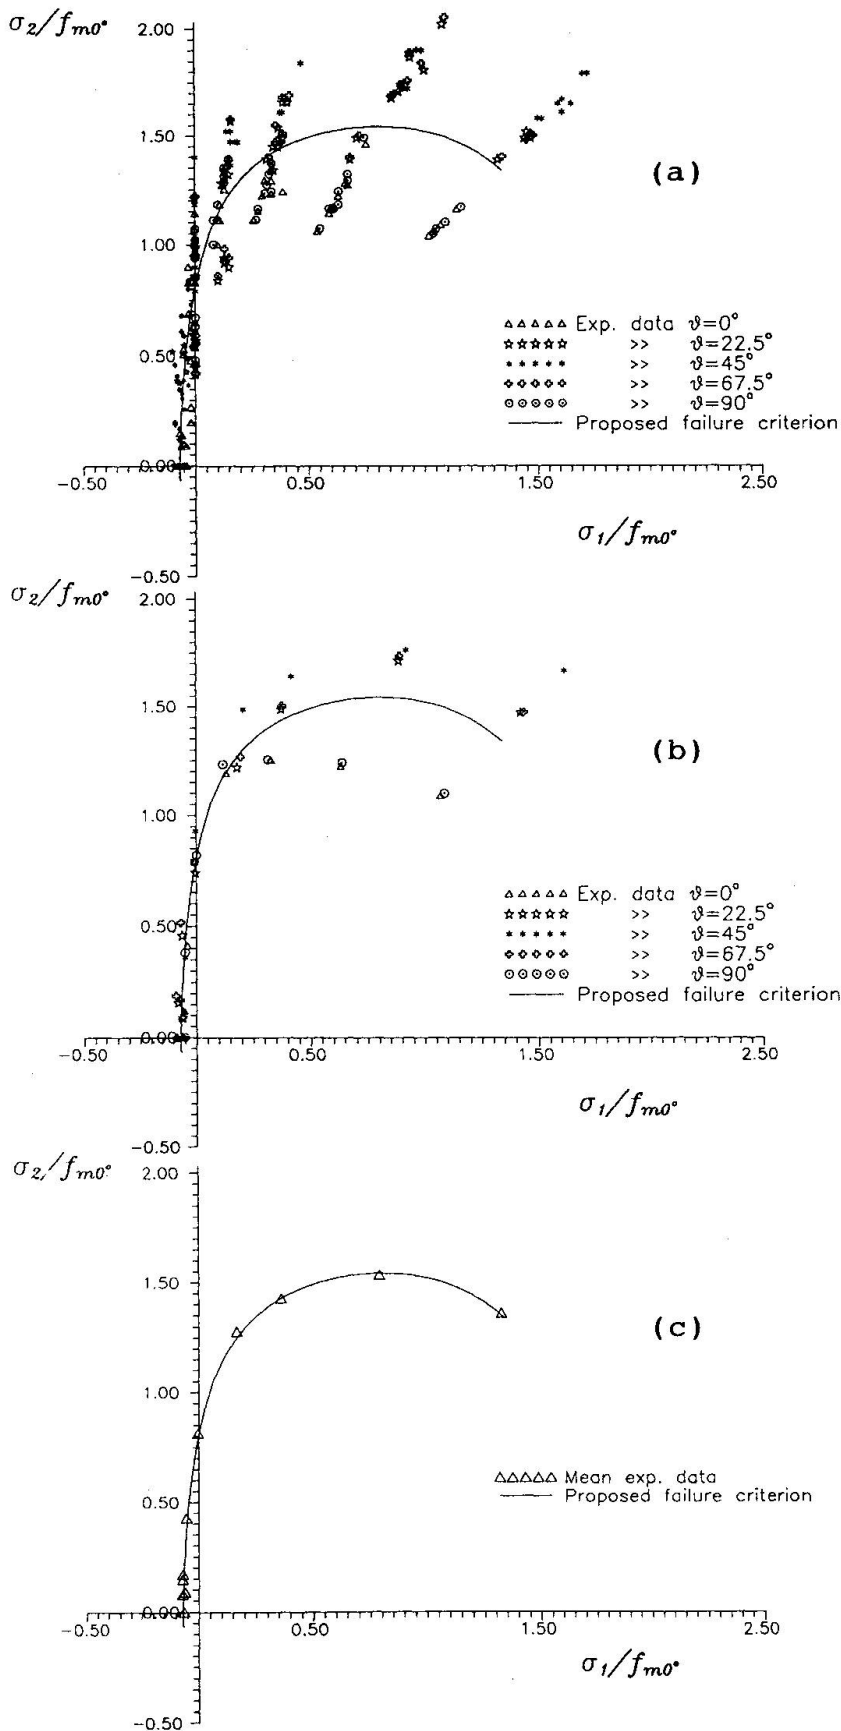 σ₂/fₘ₀°
2.00
1.50
1.00
0.50
0.00
-0.50
-0.50 0.50 1.50 2.50
σ₁/fₘ₀°
(a)
Exp. data ϑ=0°
>> ϑ=22.5°
>> ϑ=45°
>> ϑ=67.5°
>> ϑ=90°
Proposed failure criterion
σ₂/fₘ₀°
2.00
1.50
1.00
0.50
0.00
-0.50
-0.50 0.50 1.50 2.50
σ₁/fₘ₀°
(b)
Exp. data ϑ=0°
>> ϑ=22.5°
>> ϑ=45°
>> ϑ=67.5°
>> ϑ=90°
Proposed failure criterion
σ₂/fₘ₀°
2.00
1.50
1.00
0.50
0.00
-0.50
-0.50 0.50 1.50 2.50
σ₁/fₘ₀°
(c)
Mean exp. data
Proposed failure criterion